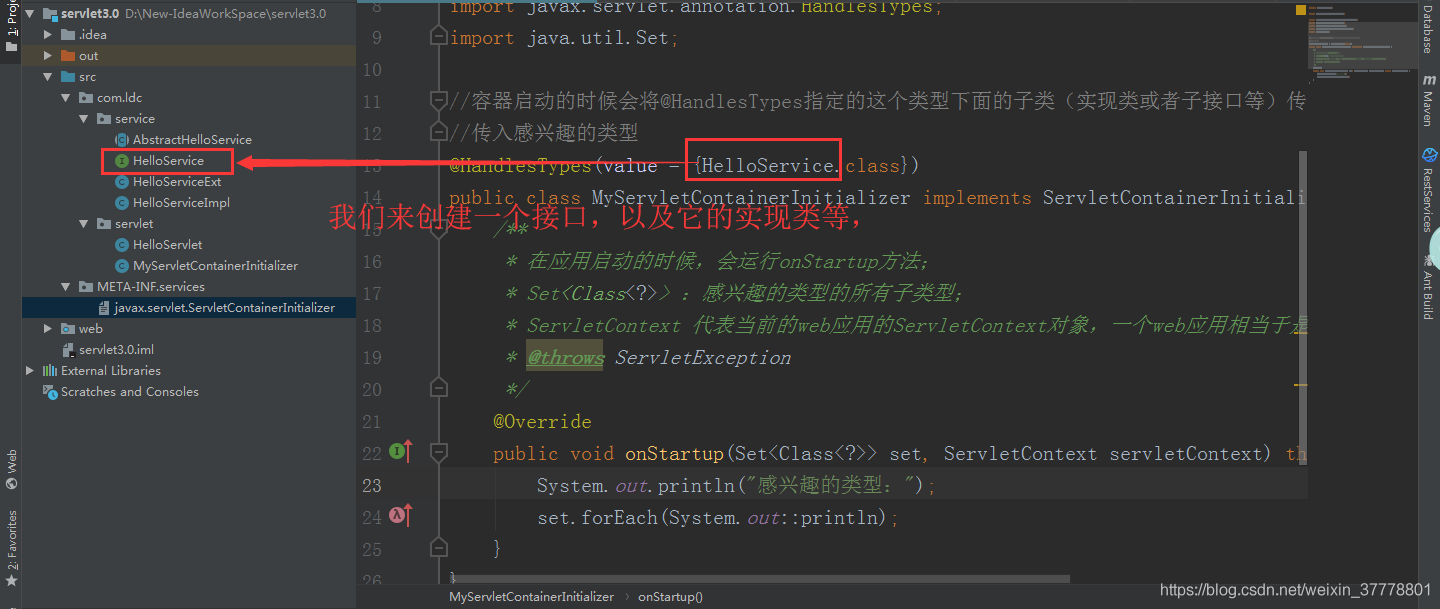 1: Proje
servlet3.0 D:\New-IdeaWorkSpace\servlet3.0
.idea
out
src
com.ldc
service
AbstractHelloService
HelloService
HelloServiceExt
HelloServiceImpl
servlet
HelloServlet
MyServletContainerInitializer
META-INF.services
javax.servlet.ServletContainerInitializer
web
servlet3.0.iml
External Libraries
Scratches and Consoles
Web
2: Favorites
8 import javax.servlet.annotation.HandlesTypes;
9 import java.util.Set;
10
11 //容器启动的时候会将@HandlesTypes指定的这个类型下面的子类（实现类或者子接口等）传
12 //传入感兴趣的类型
13 @HandlesTypes(value = {HelloService.class})
14 public class MyServletContainerInitializer implements ServletContainerInitiali
我们来创建一个接口，以及它的实现类等，
15 /**
16 * 在应用启动的时候，会运行onStartup方法；
17 * Set<Class<?>> ：感兴趣的类型的所有子类型；
18 * ServletContext 代表当前的web应用的ServletContext对象，一个web应用相当于是
19 * @throws ServletException
20 */
21 @Override
22 public void onStartup(Set<Class<?>> set, ServletContext servletContext) th
23 System.out.println("感兴趣的类型：");
24 set.forEach(System.out::println);
25 }
26 }
MyServletContainerInitializer › onStartup()
Database
m Maven
RestServices
Ant Build
https://blog.csdn.net/weixin_37778801